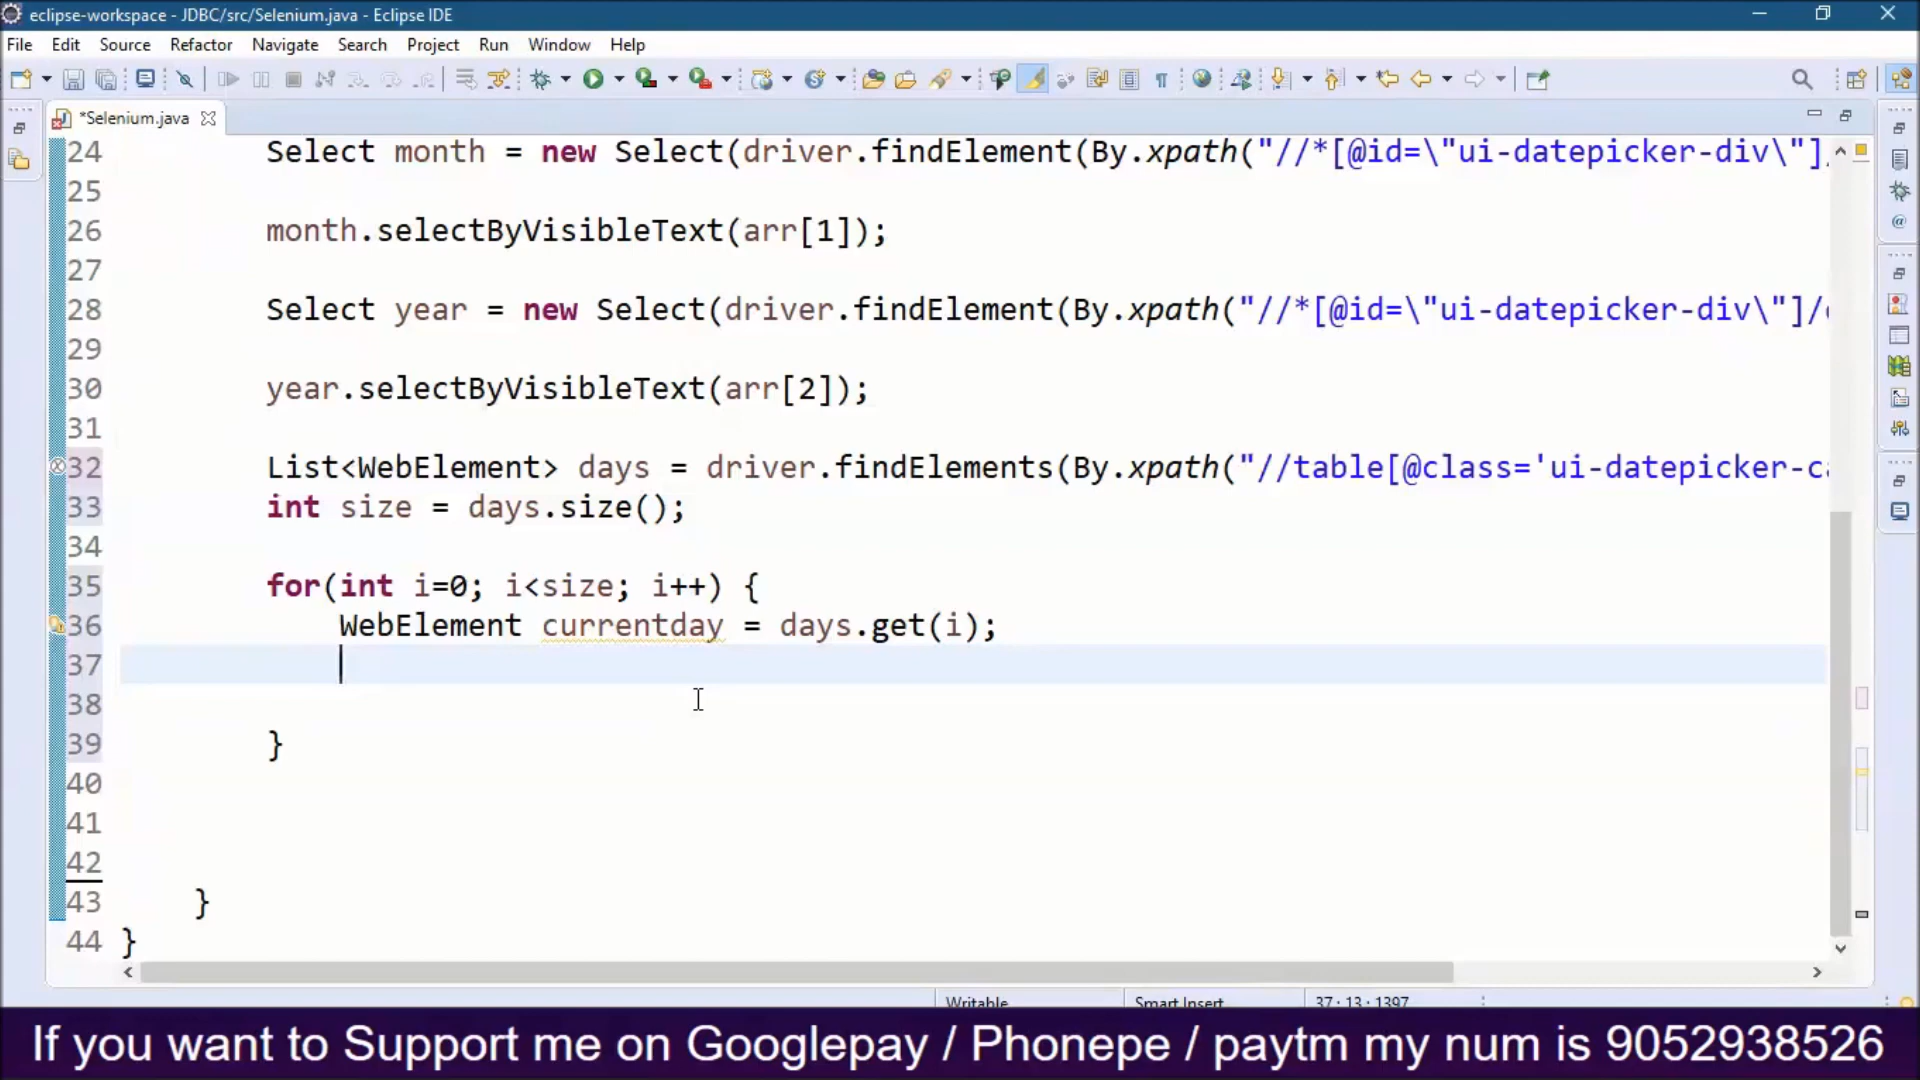 eclipse-workspace - JDBC/src/Selenium.java - Eclipse IDE
File Edit Source Refactor Navigate Search Project Run Window Help
*Selenium.java
24 Select month = new Select(driver.findElement(By.xpath("//*[@id=\"ui-datepicker-div\"]/
25
26 month.selectByVisibleText(arr[1]);
27
28 Select year = new Select(driver.findElement(By.xpath("//*[@id=\"ui-datepicker-div\"]/
29
30 year.selectByVisibleText(arr[2]);
31
32 List<WebElement> days = driver.findElements(By.xpath("//table[@class='ui-datepicker-ca
33 int size = days.size();
34
35 for(int i=0; i<size; i++) {
36 WebElement currentday = days.get(i);
37
38
39 }
40
41
42
43 }
44 }
Writable Smart Insert 37 : 13 : 1397
If you want to Support me on Googlepay / Phonepe / paytm my num is 9052938526